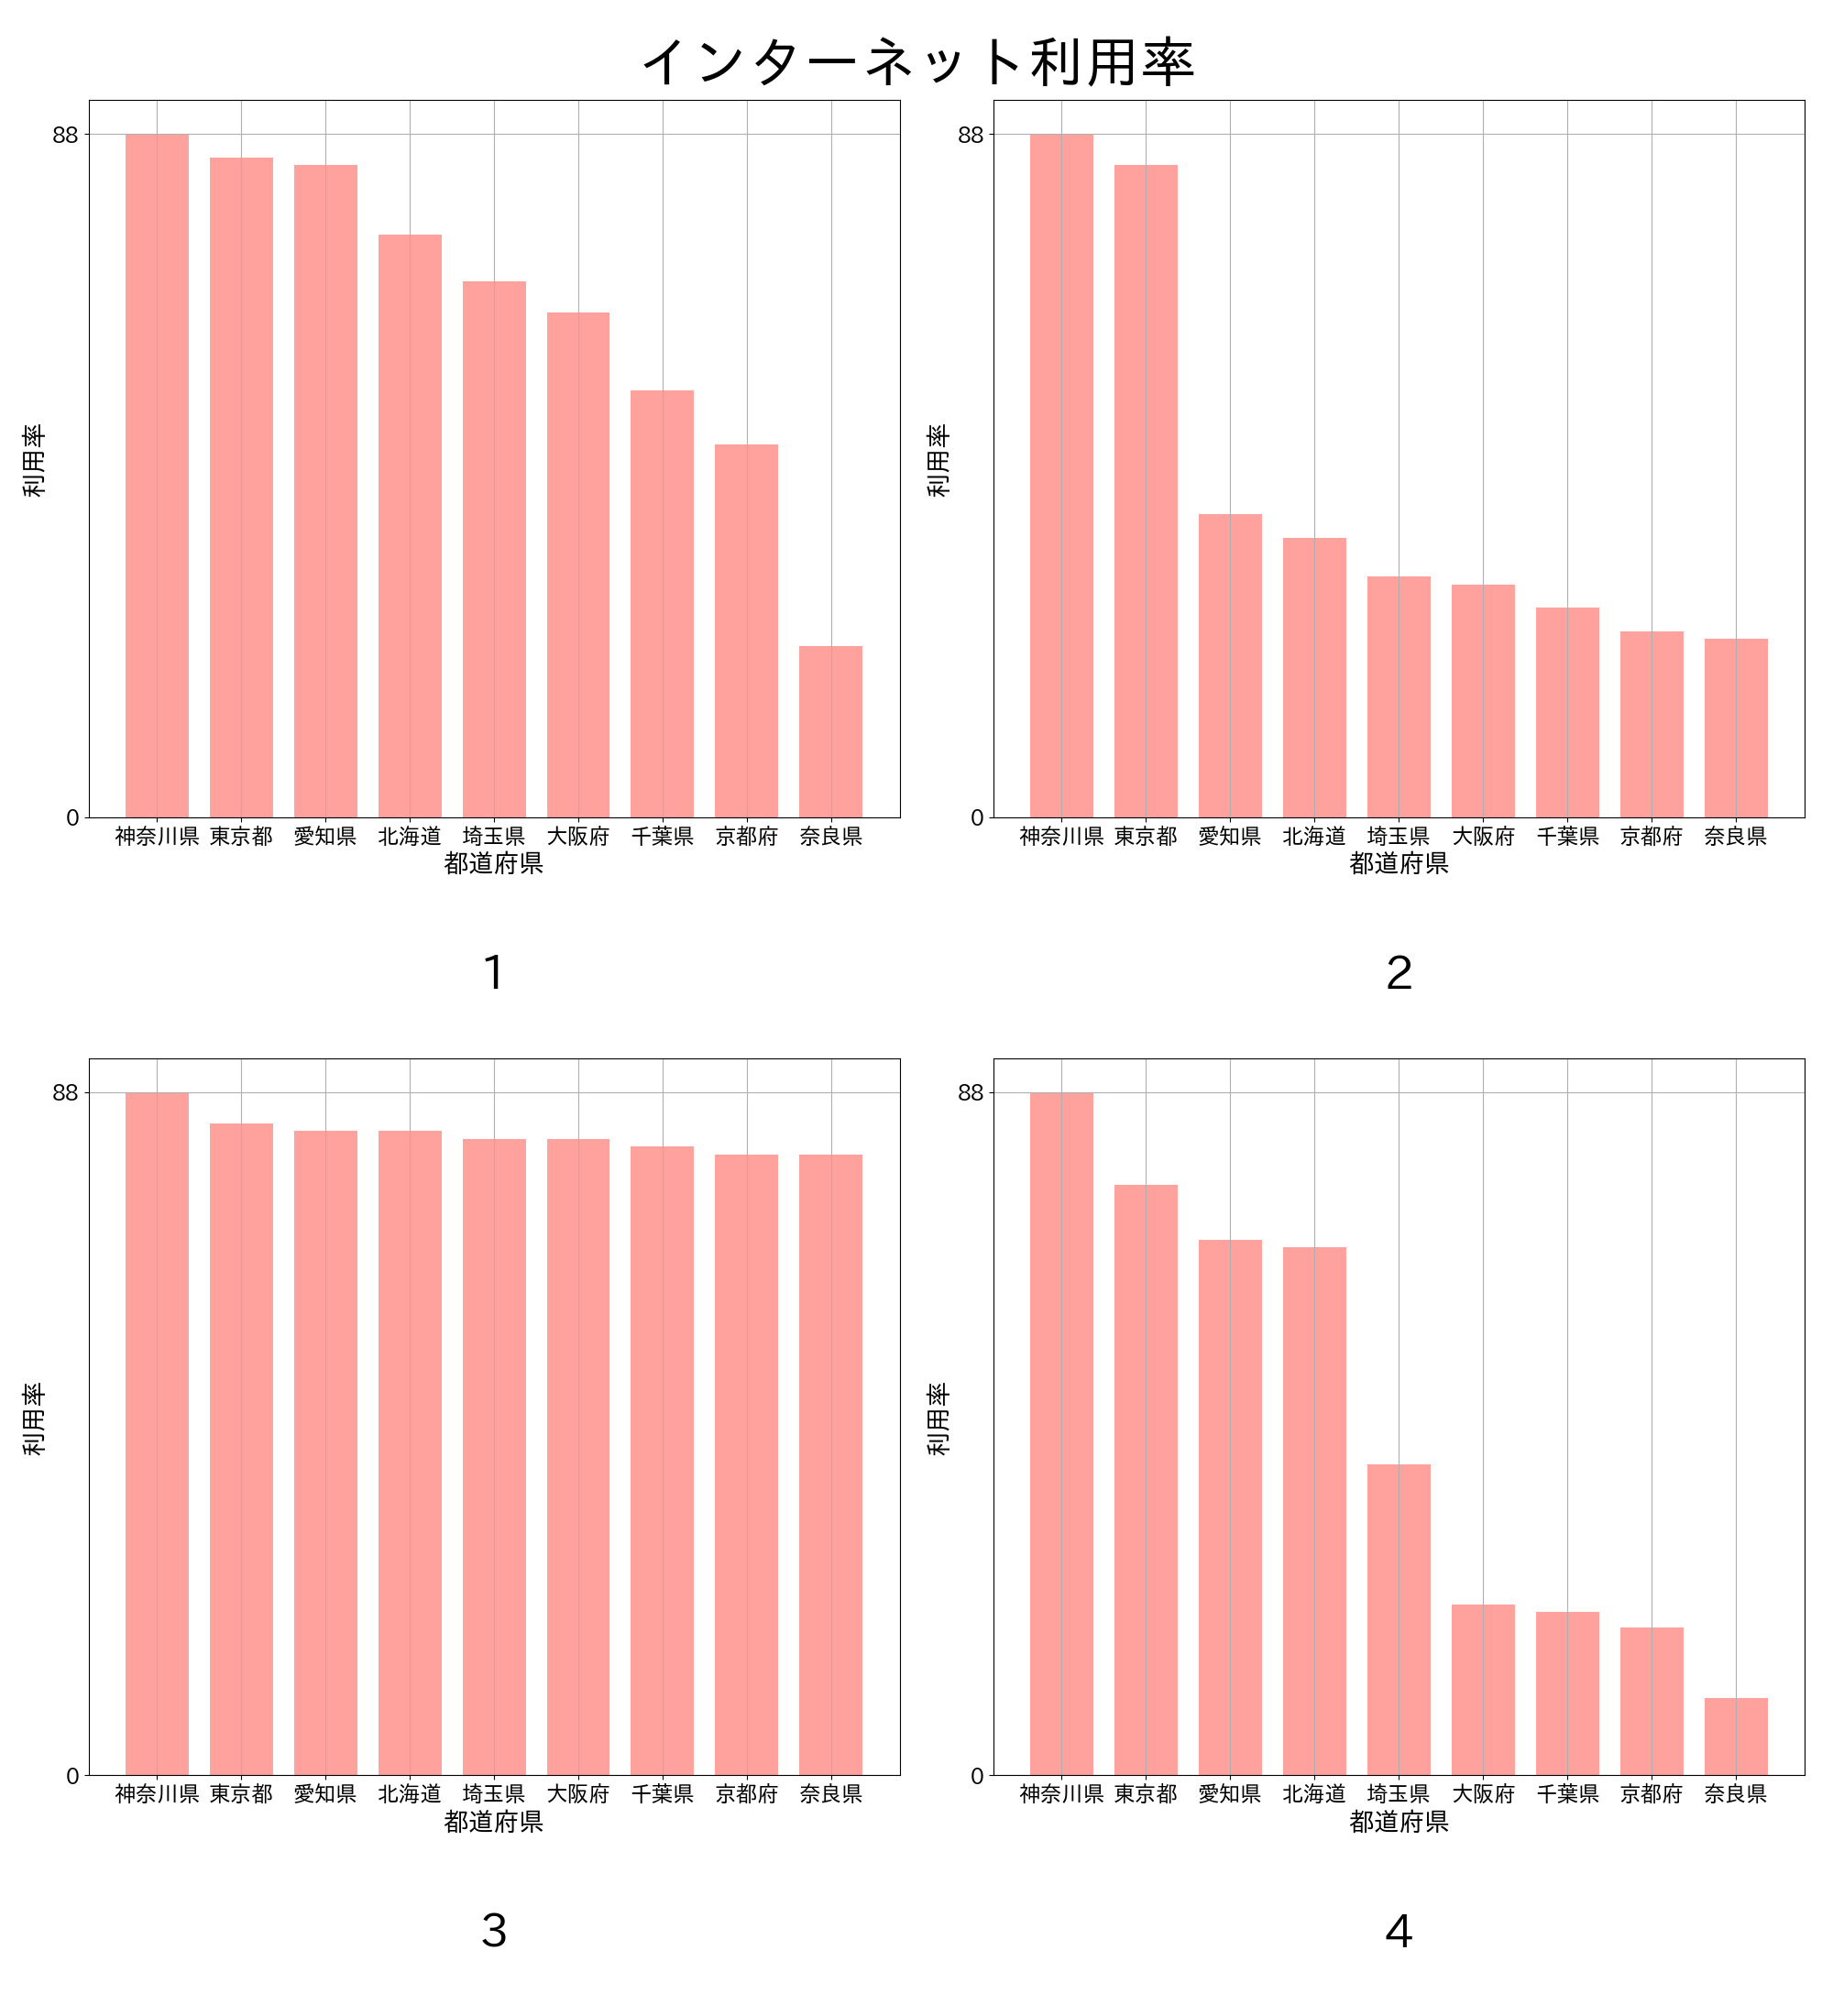 インターネット利用率
88
0
利用率
神奈川県 東京都 愛知県 北海道 埼玉県 大阪府 千葉県 京都府 奈良県
都道府県
1
88
0
利用率
神奈川県 東京都 愛知県 北海道 埼玉県 大阪府 千葉県 京都府 奈良県
都道府県
2
88
0
利用率
神奈川県 東京都 愛知県 北海道 埼玉県 大阪府 千葉県 京都府 奈良県
都道府県
3
88
0
利用率
神奈川県 東京都 愛知県 北海道 埼玉県 大阪府 千葉県 京都府 奈良県
都道府県
4